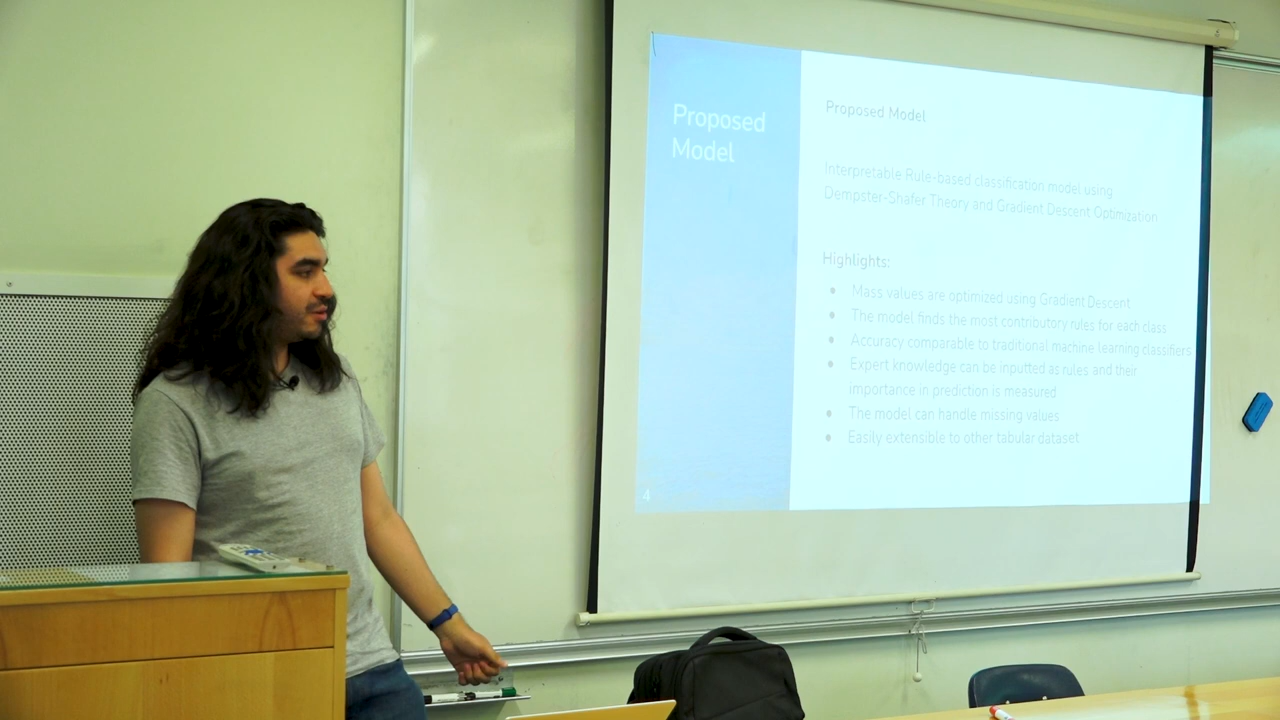 Proposed
Model
Proposed Model
Interpretable Rule-based classification model using
Dempster-Shafer Theory and Gradient Descent Optimization
Highlights:
Mass values are optimized using Gradient Descent
The model finds the most contributory rules for each class
Accuracy comparable to traditional machine learning classifiers
Expert knowledge can be inputted as rules and their
importance in prediction is measured
The model can handle missing values
Easily extensible to other tabular dataset
4